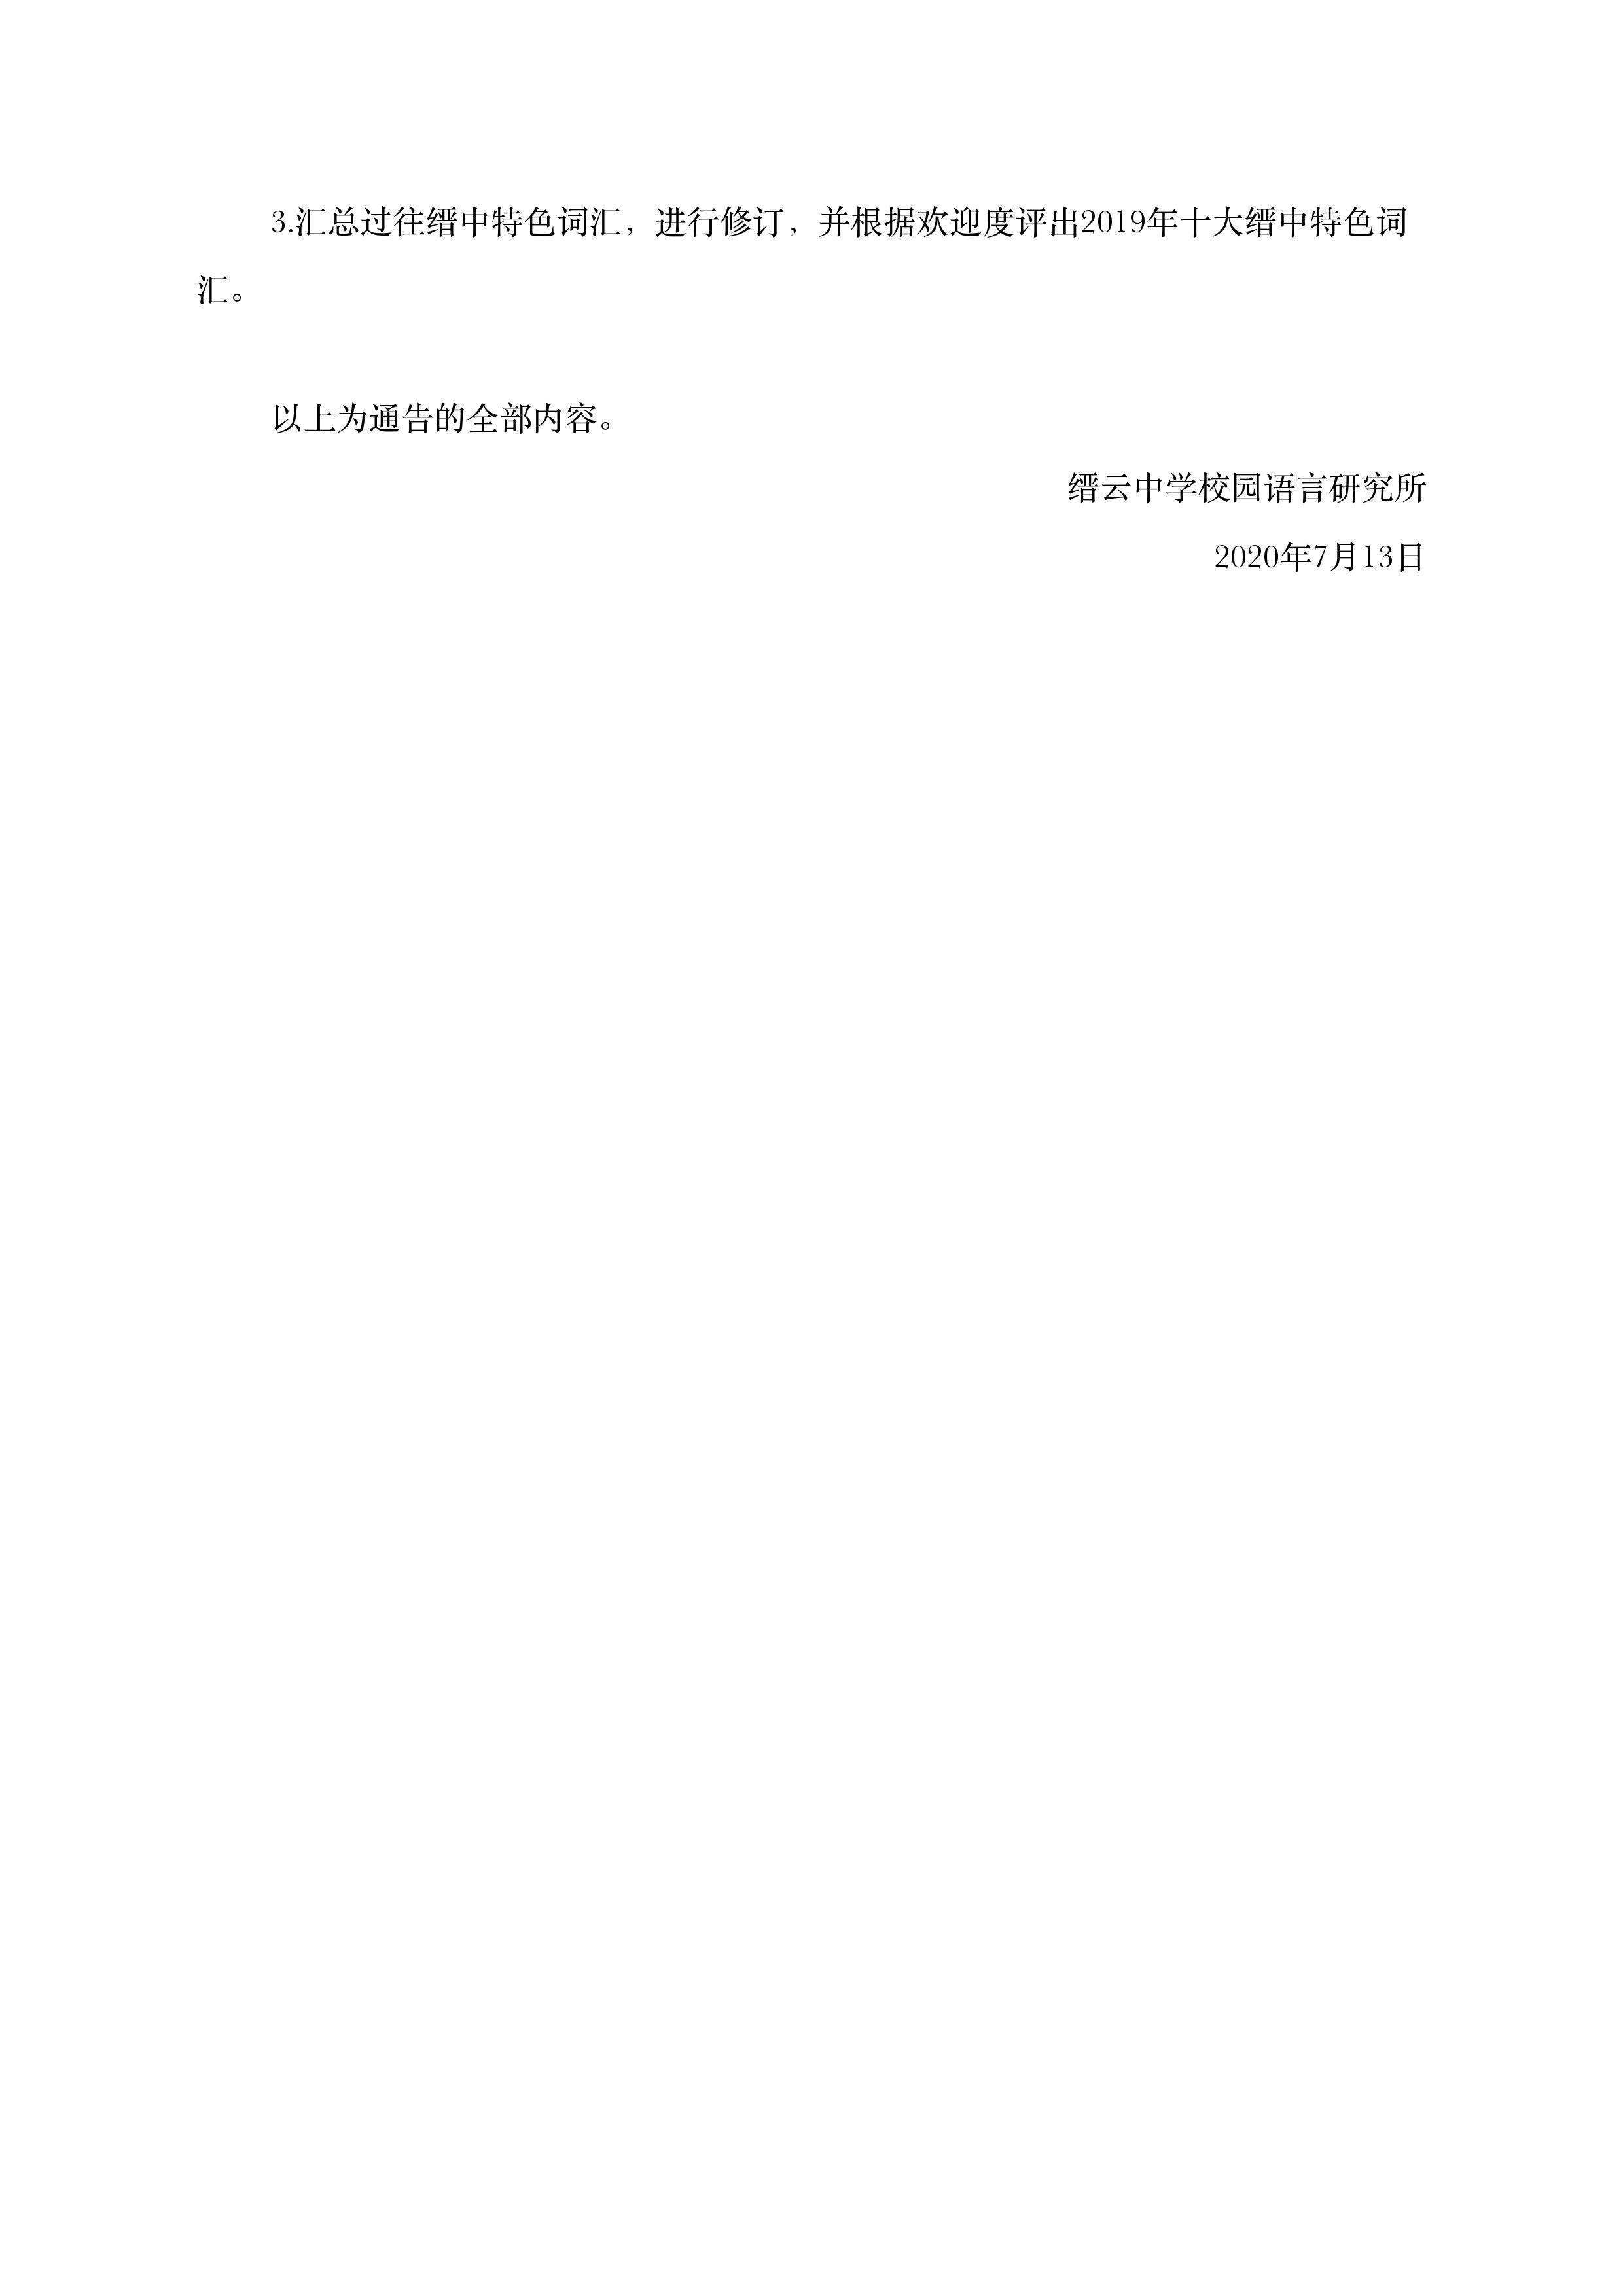 3.汇总过往缙中特色词汇，进行修订，并根据欢迎度评出2019年十大缙中特色词
汇。
以上为通告的全部内容。
缙云中学校园语言研究所
2020年7月13日